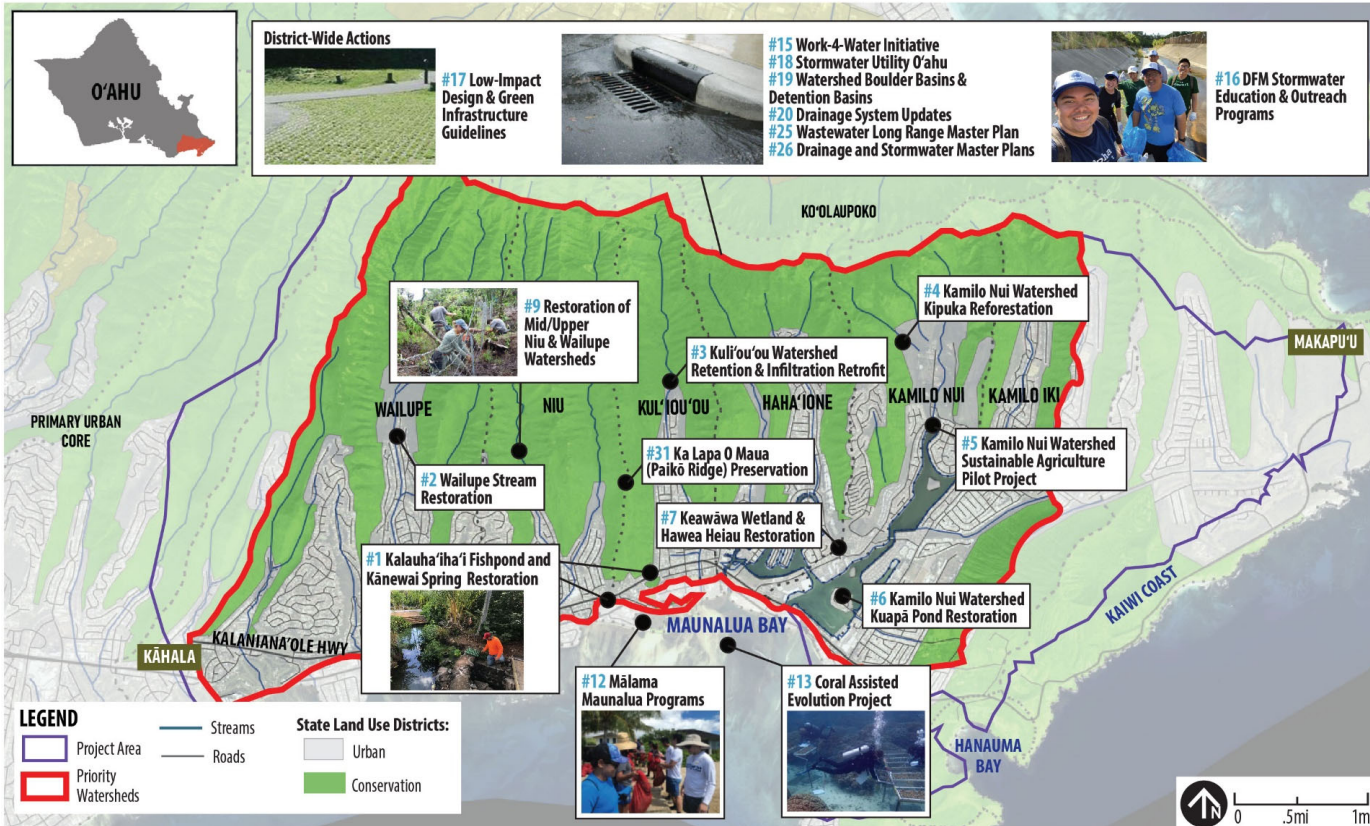 O‘AHU
District-Wide Actions
#17 Low-Impact
Design & Green
Infrastructure
Guidelines
#15 Work-4-Water Initiative
#18 Stormwater Utility O‘ahu
#19 Watershed Boulder Basins &
Detention Basins
#20 Drainage System Updates
#25 Wastewater Long Range Master Plan
#26 Drainage and Stormwater Master Plans
#16 DFM Stormwater
Education & Outreach
Programs
KO‘OLAUPOKO
#9 Restoration of
Mid/Upper
Niu & Wailupe
Watersheds
#4 Kamilo Nui Watershed
Kipuka Reforestation
#3 Kuli‘ou‘ou Watershed
Retention & Infiltration Retrofit
MAKAPU‘U
PRIMARY URBAN
CORE
WAILUPE
NIU
KUL‘IOU‘OU
HAHA‘IONE
KAMILO NUI
KAMILO IKI
#2 Wailupe Stream
Restoration
#31 Ka Lapa O Maua
(Paikō Ridge) Preservation
#5 Kamilo Nui Watershed
Sustainable Agriculture
Pilot Project
#7 Keawāwa Wetland &
Hawea Heiau Restoration
#1 Kalauha‘iha‘i Fishpond and
Kānewai Spring Restoration
#6 Kamilo Nui Watershed
Kuapā Pond Restoration
KAIWI COAST
MAUNALUA BAY
KALANIANA‘OLE HWY
KĀHALA
#12 Mālama
Maunalua Programs
#13 Coral Assisted
Evolution Project
HANAUMA
BAY
LEGEND
Project Area
Priority
Watersheds
Streams
Roads
State Land Use Districts:
Urban
Conservation
N
0 .5mi 1m